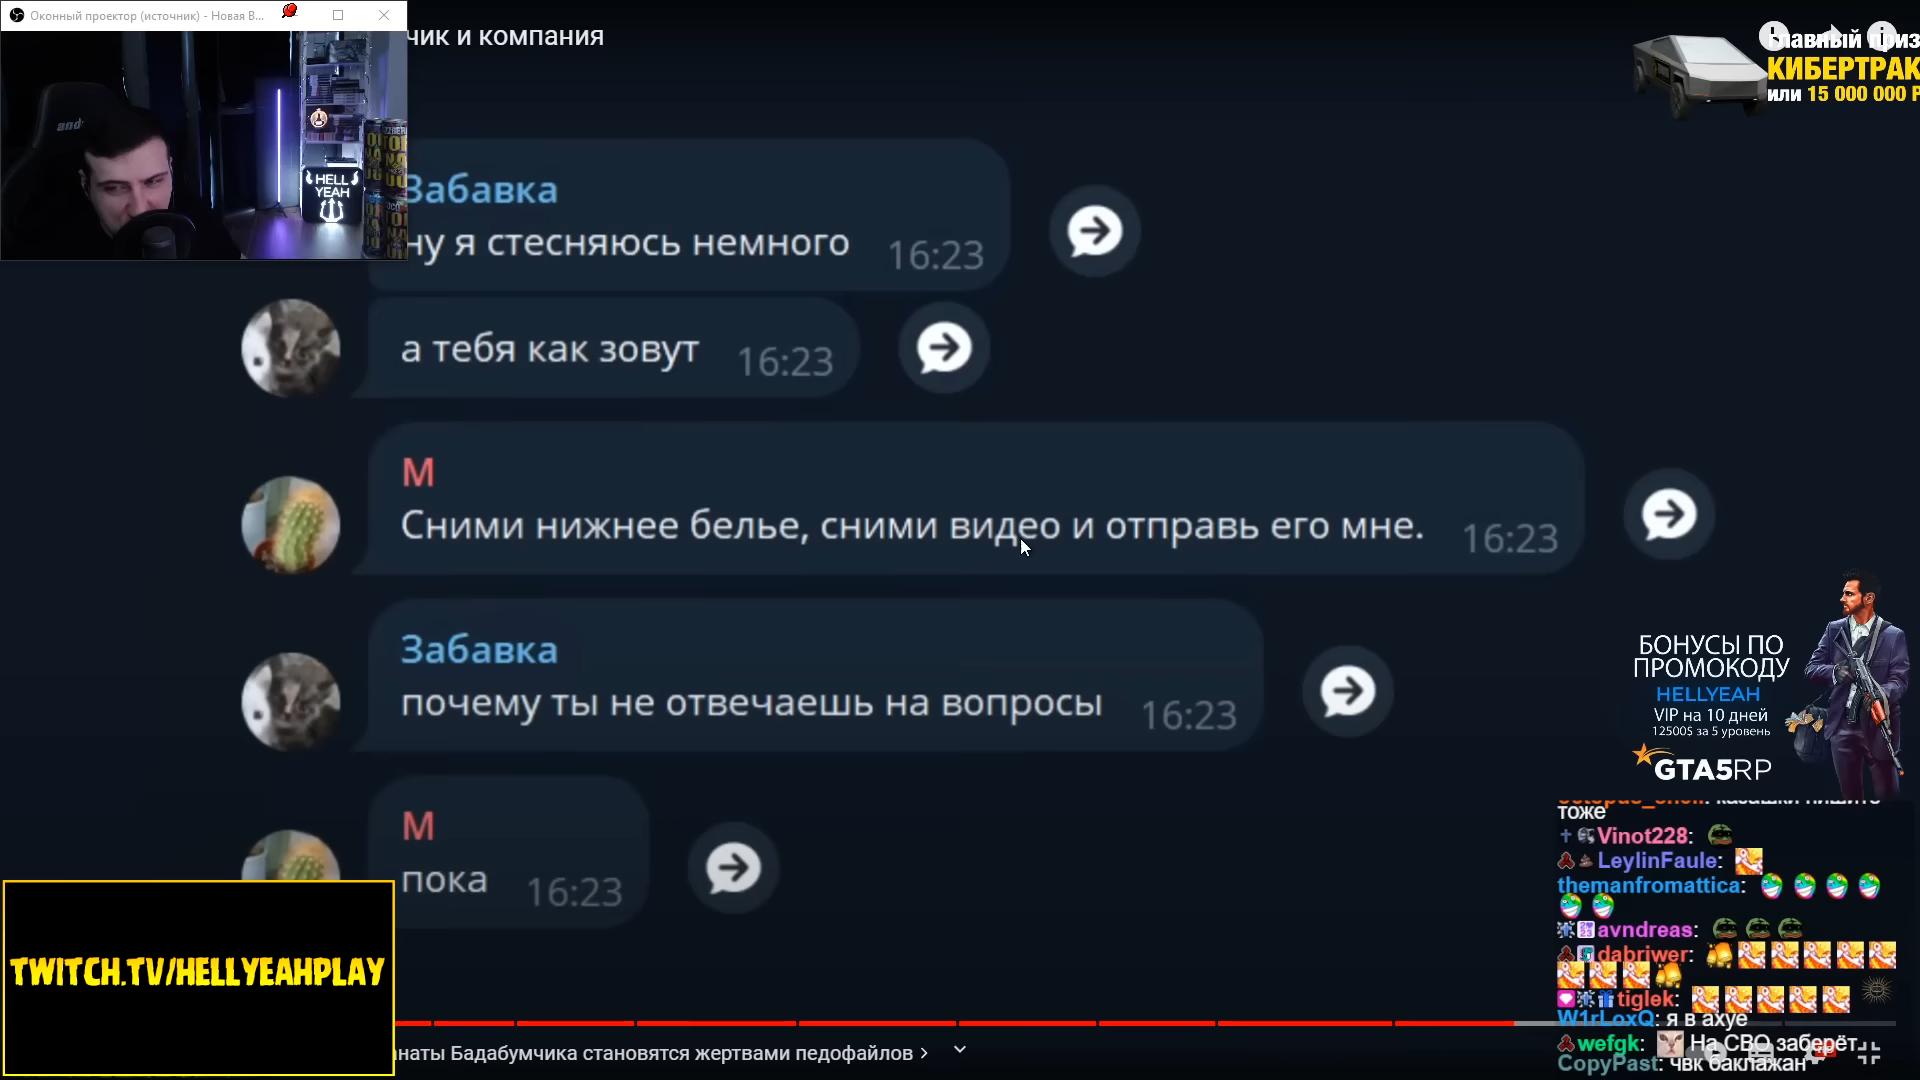 Оконный проектор (источник) - Новая В...
чик и компания
Главный приз
КИБЕРТРАК
или 15 000 000 Р
and
HELL
YEAH
Забавка
ну я стесняюсь немного 16:23
а тебя как зовут 16:23
М
Сними нижнее белье, сними видео и отправь его мне. 16:23
Забавка
почему ты не отвечаешь на вопросы 16:23
М
пока 16:23
БОНУСЫ ПО
ПРОМОКОДУ
HELLYEAH
VIP на 10 дней
12500$ за 5 уровень
GTA5RP
тоже
Vinot228:
LeylinFaule:
themanfromattica:
avndreas:
dabriwer:
tiglek:
W1rLoxQ: я в ахуе
wefgk: На СВО заберёт
CopyPast: чвк баклажан
TWITCH.TV/HELLYEAHPLAY
наты Бадабумчика становятся жертвами педофилов